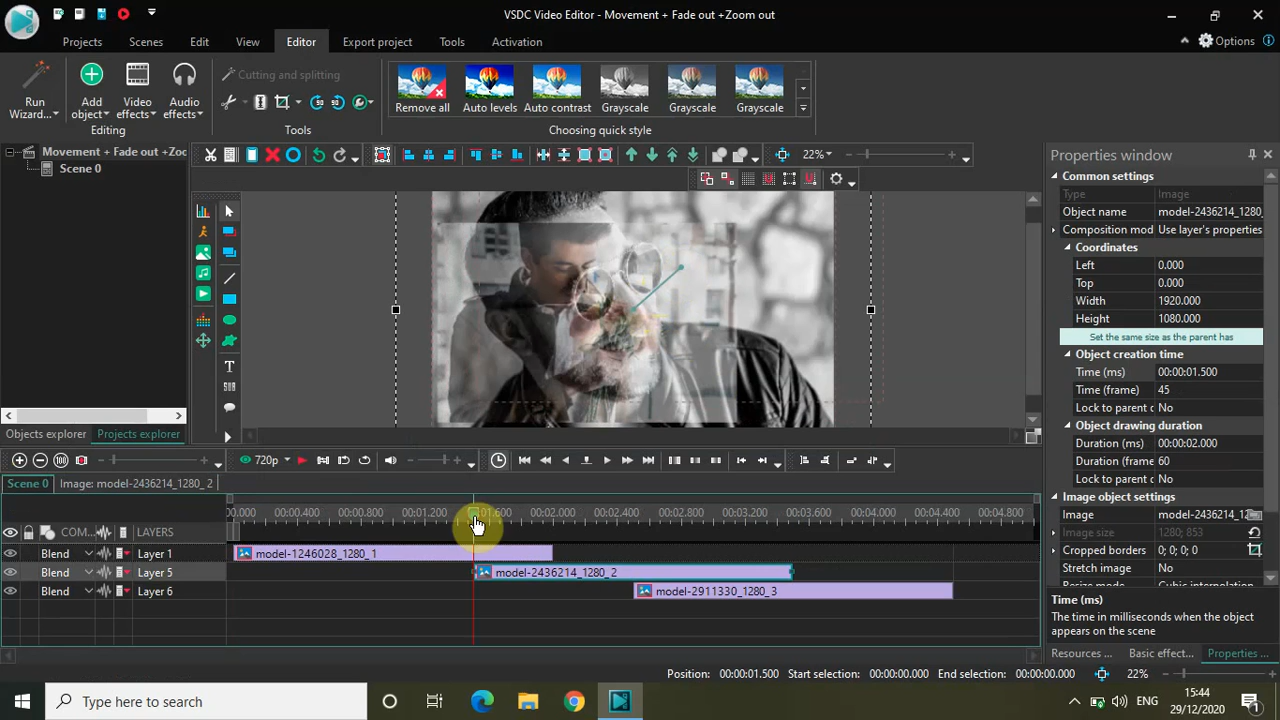 VSDC Video Editor - Movement + Fade out +Zoom out
Projects Scenes Edit View Editor Export project Tools Activation
Options
Run Wizard...
Add object
Video effects
Audio effects
Editing
Cutting and splitting
Tools
Remove all Auto levels Auto contrast Grayscale Grayscale Grayscale
Choosing quick style
Movement + Fade out +Zoo
Scene 0
22%
Objects explorer Projects explorer
Properties window
Common settings
Type Image
Object name model-2436214_1280_
Composition mod Use layer's properties
Coordinates
Left 0.000
Top 0.000
Width 1920.000
Height 1080.000
Set the same size as the parent has
Object creation time
Time (ms) 00:00:01.500
Time (frame) 45
Lock to parent d No
Object drawing duration
Duration (ms) 00:00:02.000
Duration (frame 60
Lock to parent d No
Image object settings
Image model-2436214_12
Image size 1280; 853
Cropped borders 0; 0; 0; 0
Stretch image No
Resize mode Cubic interpolation
Time (ms)
The time in milliseconds when the object appears on the scene
Resources ... Basic effect... Properties ...
720p
Scene 0 Image: model-2436214_1280_2
0.000 00:00.400 00:00.800 00:01.200 01.600 00:02.000 00:02.400 00:02.800 00:03.200 00:03.600 00:04.000 00:04.400 00:04.800
COM... LAYERS
Blend Layer 1 model-1246028_1280_1
Blend Layer 5 model-2436214_1280_2
Blend Layer 6 model-2911330_1280_3
Position: 00:00:01.500 Start selection: 00:00:00.000 End selection: 00:00:00.000 22%
Type here to search
ENG
15:44
29/12/2020
1